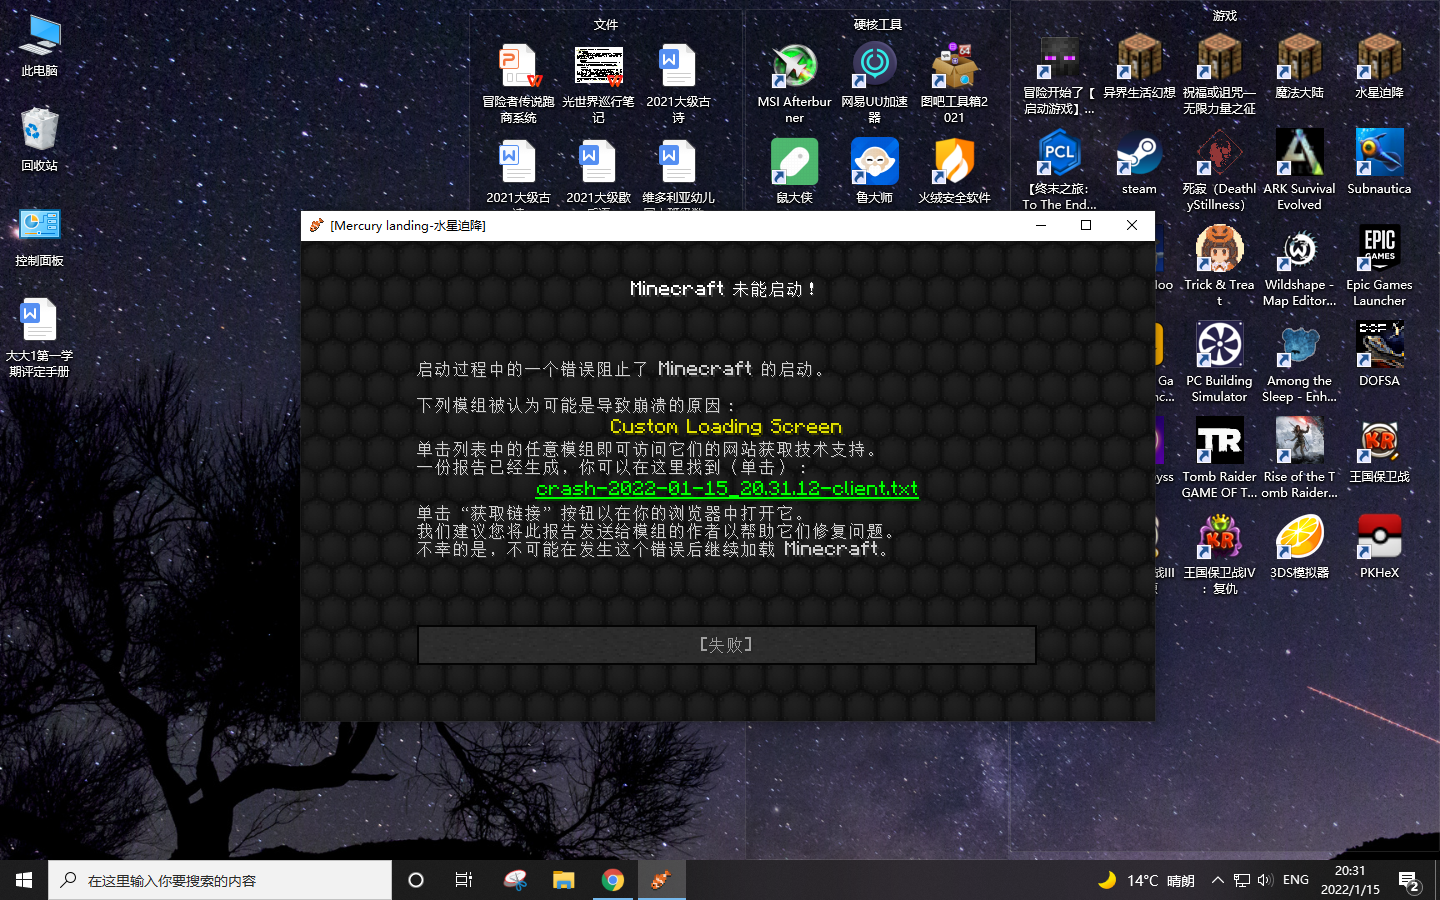 此电脑
回收站
控制面板
大大1第一学
期评定手册
文件
冒险者传说跑
商系统
光世界巡行笔
记
2021大级古
诗
2021大级古
2021大级歇
维多利亚幼儿
硬核工具
MSI Afterbur
ner
网易UU加速
器
图吧工具箱2
021
鼠大侠
鲁大师
火绒安全软件
游戏
冒险开始了【
启动游戏】...
异界生活幻想
祝福或诅咒—
无限力量之征
魔法大陆
水星迫降
【终末之旅：
To The End...
steam
死寂（Deathl
yStillness）
ARK Survival
Evolved
Subnautica
Trick & Trea
t
Wildshape -
Map Editor...
Epic Games
Launcher
PC Building
Simulator
Among the
Sleep - Enh...
DOFSA
Tomb Raider
GAME OF T...
Rise of the T
omb Raider...
王国保卫战
王国保卫战IV
：复仇
3DS模拟器
PKHeX
[Mercury landing-水星迫降]
Minecraft 未能启动！
启动过程中的一个错误阻止了 Minecraft 的启动。
下列模组被认为可能是导致崩溃的原因：
Custom Loading Screen
单击列表中的任意模组即可访问它们的网站获取技术支持。
一份报告已经生成，你可以在这里找到（单击）：
crash-2022-01-15_20.31.12-client.txt
单击“获取链接”按钮以在你的浏览器中打开它。
我们建议您将此报告发送给模组的作者以帮助它们修复问题。
不幸的是，不可能在发生这个错误后继续加载 Minecraft。
[失败]
在这里输入你要搜索的内容
14°C 晴朗
ENG
20:31
2022/1/15
2